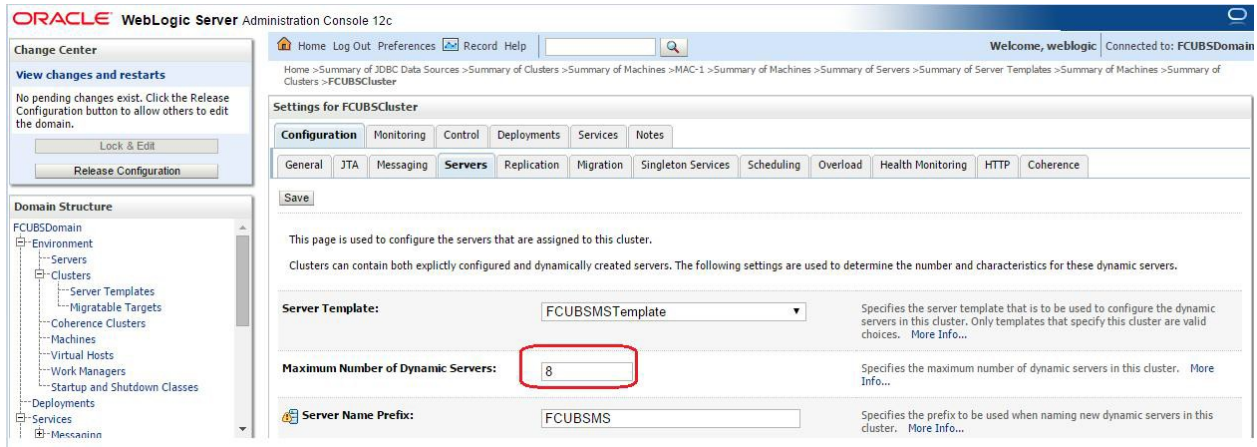 ORACLE WebLogic Server Administration Console 12c
Change Center
View changes and restarts
No pending changes exist. Click the Release
Configuration button to allow others to edit
the domain.
Lock & Edit
Release Configuration
Domain Structure
FCUBSDomain
Environment
Servers
Clusters
Server Templates
Migratable Targets
Coherence Clusters
Machines
Virtual Hosts
Work Managers
Startup and Shutdown Classes
Deployments
Services
Messaging
Home Log Out Preferences Record Help
Welcome, weblogic Connected to: FCUBSDomain
Home >Summary of JDBC Data Sources >Summary of Clusters >Summary of Machines >MAC-1 >Summary of Machines >Summary of Servers >Summary of Server Templates >Summary of Machines >Summary of
Clusters >FCUBSCluster
Settings for FCUBSCluster
Configuration Monitoring Control Deployments Services Notes
General JTA Messaging Servers Replication Migration Singleton Services Scheduling Overload Health Monitoring HTTP Coherence
Save
This page is used to configure the servers that are assigned to this cluster.
Clusters can contain both explictly configured and dynamically created servers. The following settings are used to determine the number and characteristics for these dynamic servers.
Server Template:
FCUBSMSTemplate
Specifies the server template that is to be used to configure the dynamic
servers in this cluster. Only templates that specify this cluster are valid
choices. More Info...
Maximum Number of Dynamic Servers:
8
Specifies the maximum number of dynamic servers in this cluster. More
Info...
Server Name Prefix:
FCUBSMS
Specifies the prefix to be used when naming new dynamic servers in this
cluster. More Info...